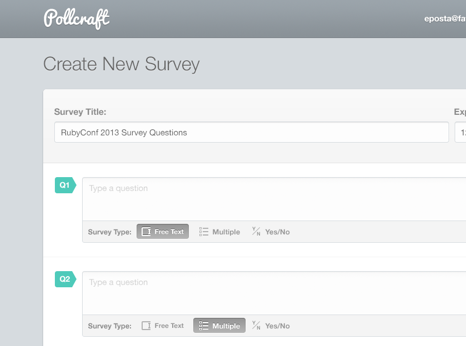 Pollcraft
eposta@fa
Create New Survey
Survey Title:
Exp
RubyConf 2013 Survey Questions
Q1
Type a question
Survey Type: Free Text Multiple Y/N Yes/No
Q2
Type a question
Survey Type: Free Text Multiple Y/N Yes/No